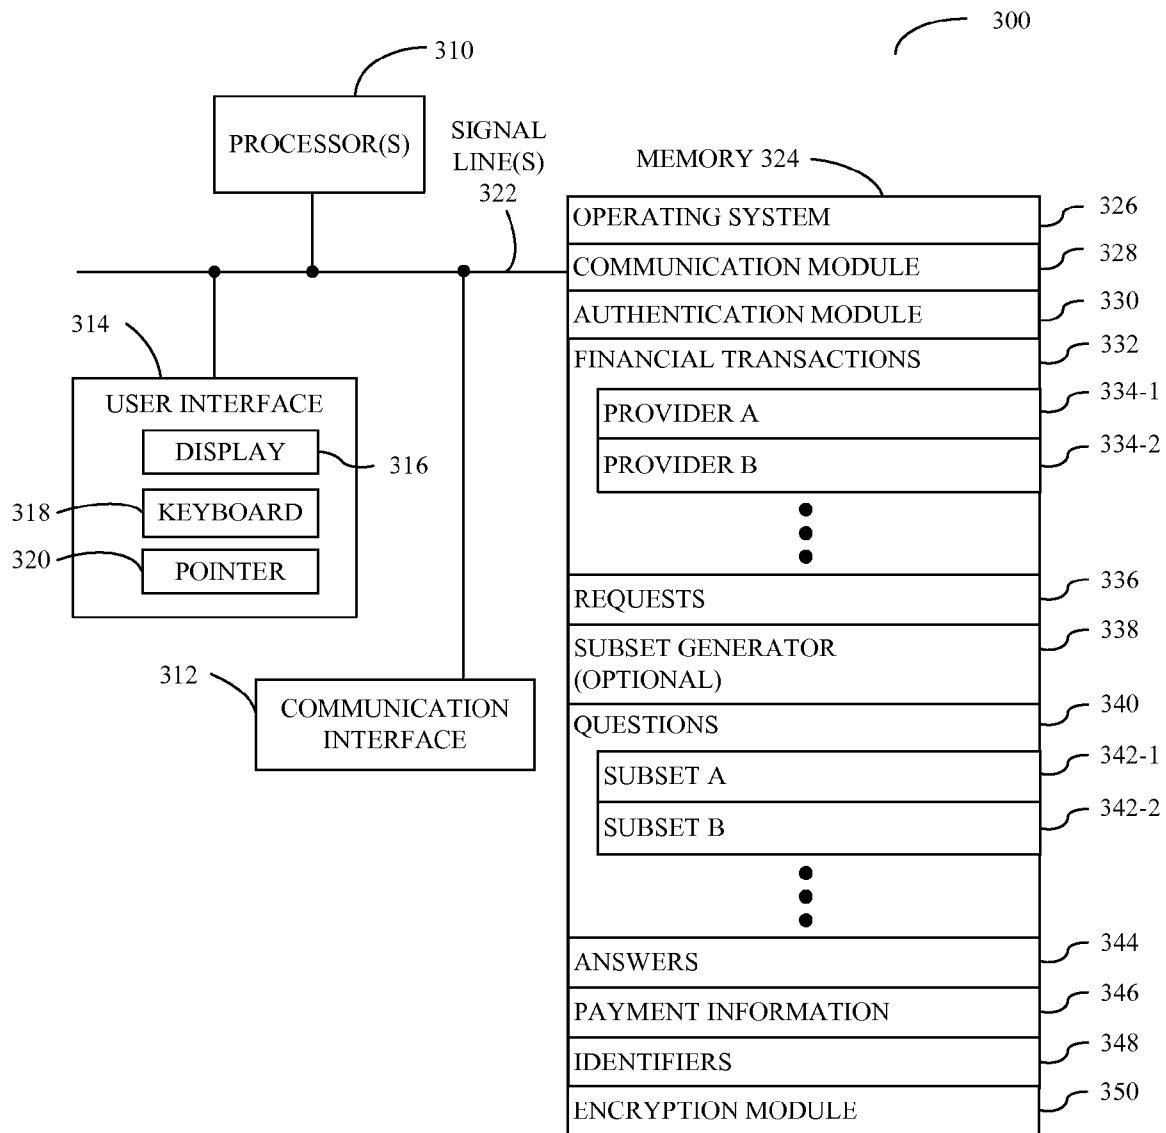 300
310
PROCESSOR(S)
SIGNAL
LINE(S)
322
MEMORY 324
OPERATING SYSTEM
326
COMMUNICATION MODULE
328
AUTHENTICATION MODULE
330
FINANCIAL TRANSACTIONS
332
PROVIDER A
334-1
PROVIDER B
334-2
314
USER INTERFACE
DISPLAY
316
318
KEYBOARD
320
POINTER
REQUESTS
336
SUBSET GENERATOR
(OPTIONAL)
338
312
COMMUNICATION
INTERFACE
QUESTIONS
340
SUBSET A
342-1
SUBSET B
342-2
ANSWERS
344
PAYMENT INFORMATION
346
IDENTIFIERS
348
ENCRYPTION MODULE
350